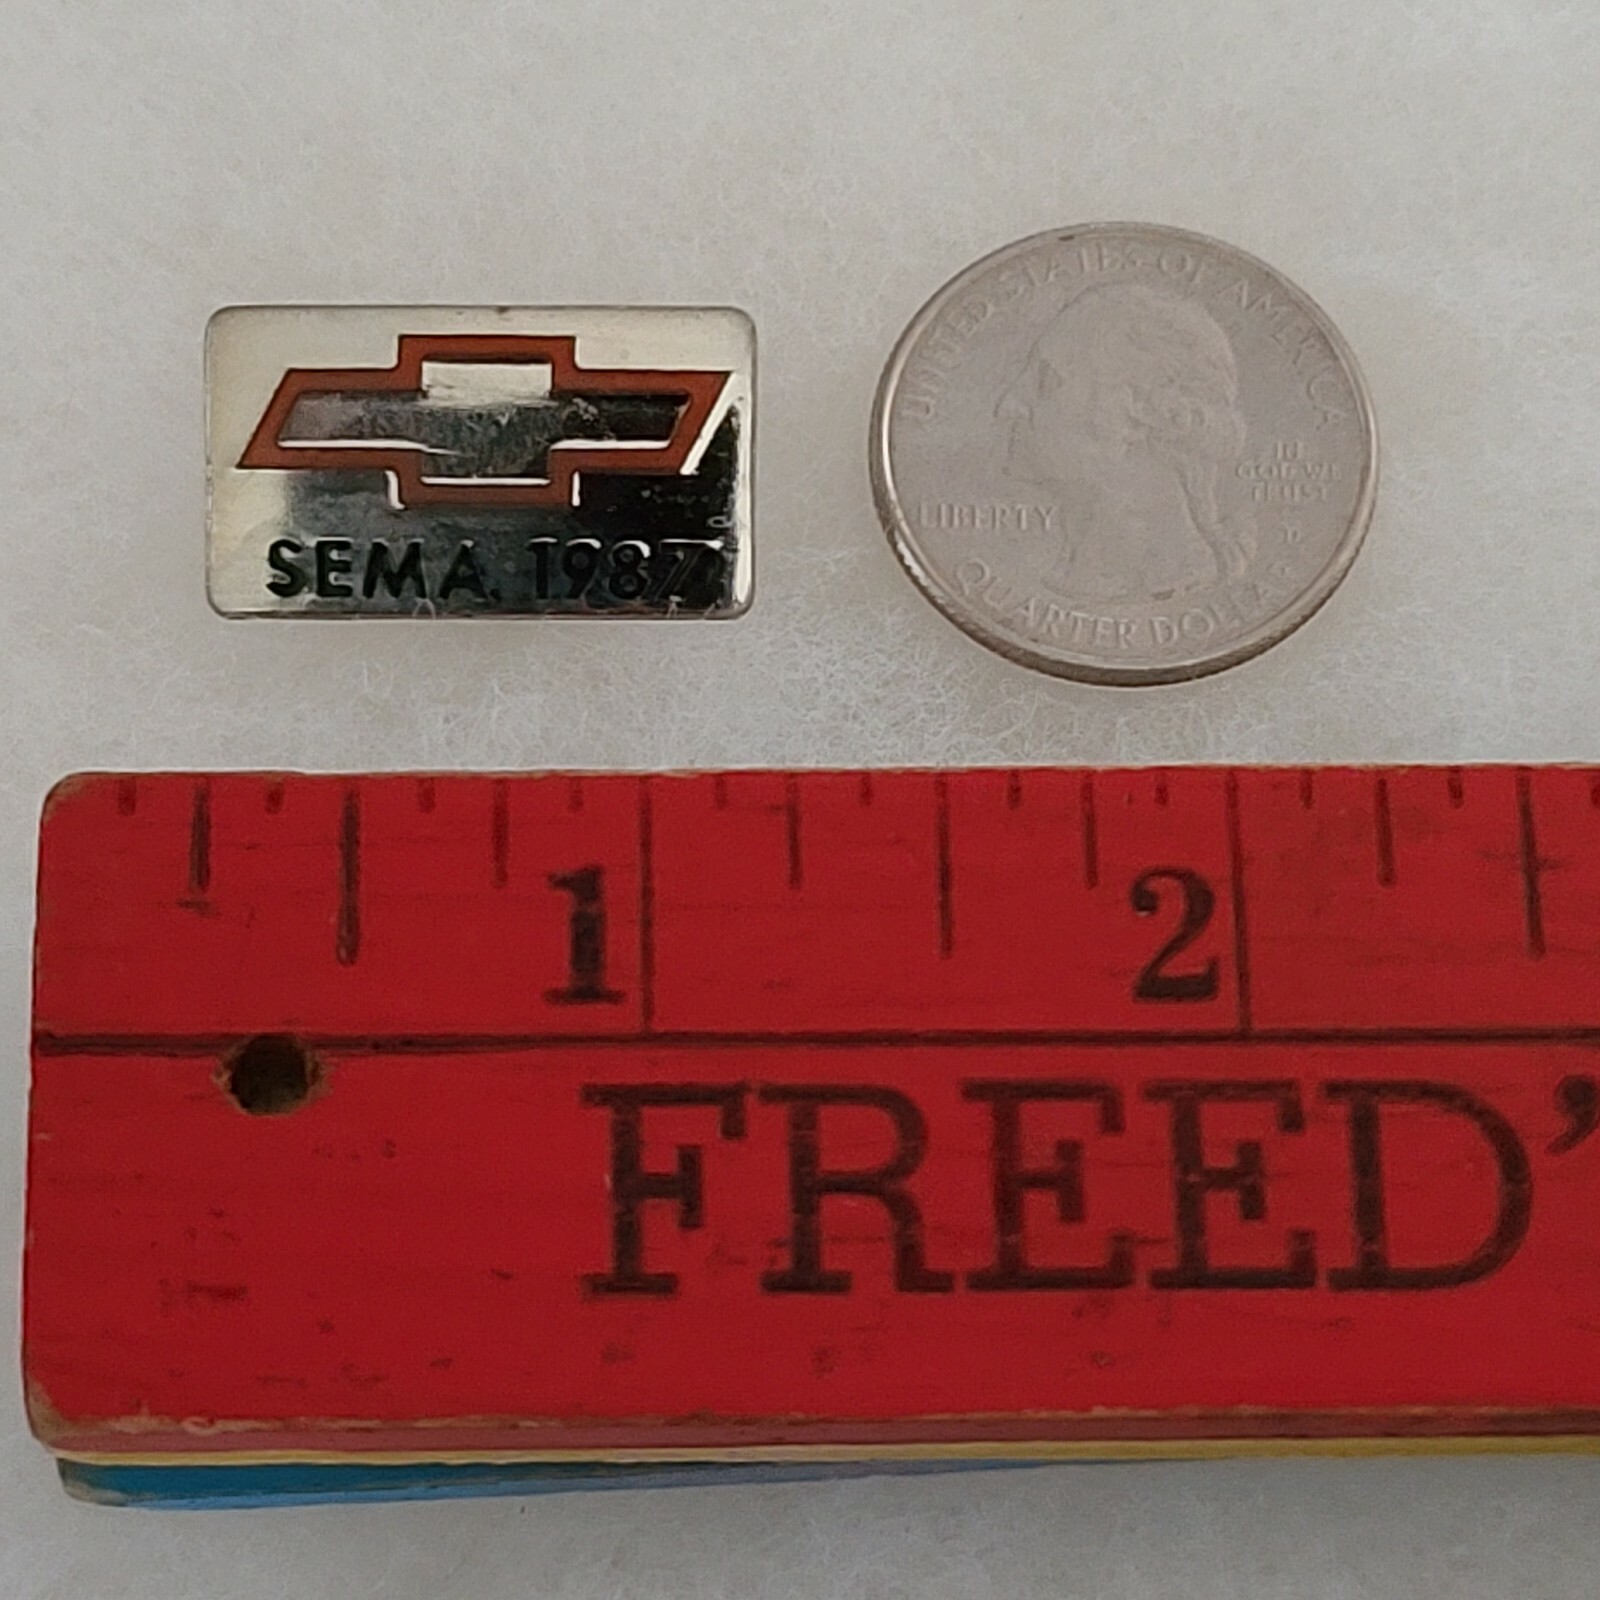 SEMA. 1987
UNITED STATES OF AMERICA
LIBERTY
IN
GOD WE
TRUST
QUARTER DOLLAR
1 2
FREED'